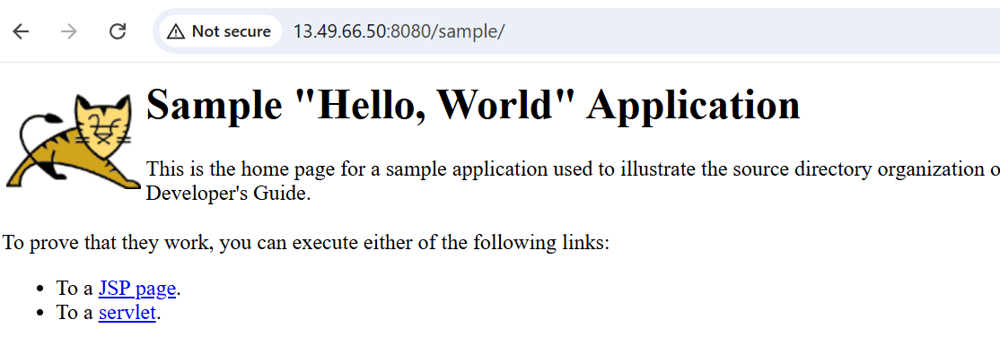 Not secure 13.49.66.50:8080/sample/
Sample "Hello, World" Application
This is the home page for a sample application used to illustrate the source directory organization o
Developer's Guide.
To prove that they work, you can execute either of the following links:
• To a JSP page.
• To a servlet.